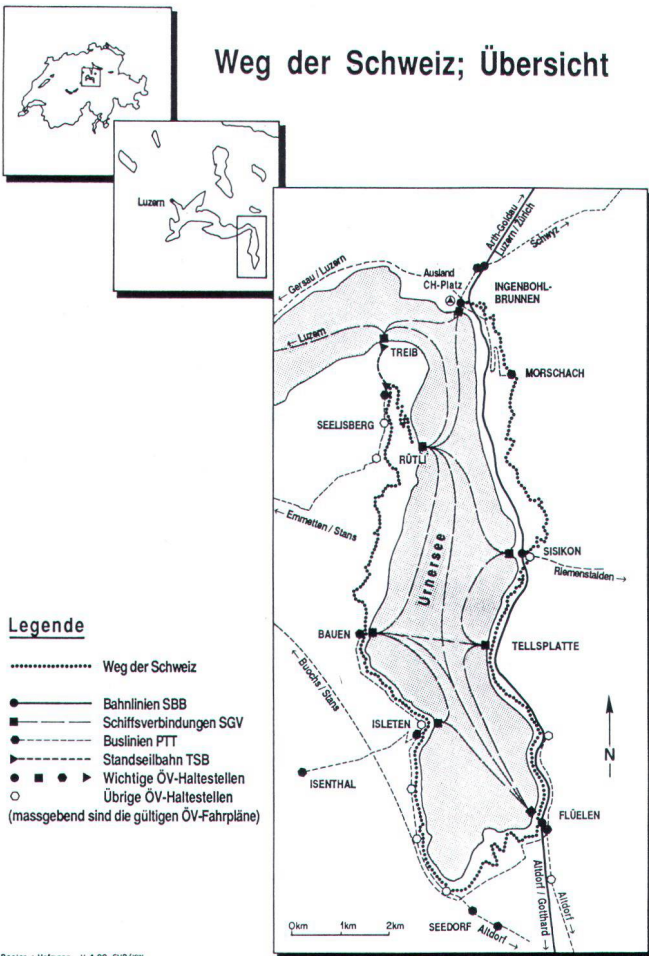 Weg der Schweiz; Übersicht
Luzern
Arth-Goldau
Luzern / Zürich
Schwyz
Gersau / Luzern
Ausland
CH-Platz
INGENBOHL-
BRUNNEN
Luzern
TREIB
MORSCHACH
SEELISBERG
RÜTLI
Emmetten / Stans
Urnersee
SISIKON
Riemenstalden
BAUEN
TELLSPLATTE
Buochs / Stans
ISLETEN
ISENTHAL
N
FLÜELEN
Altdorf / Gotthard
Altdorf
SEEDORF
Altdorf
0km 1km 2km
Legende
Weg der Schweiz
Bahnlinien SBB
Schiffsverbindungen SGV
Buslinien PTT
Standseilbahn TSB
Wichtige ÖV-Haltestellen
Übrige ÖV-Haltestellen
(massgebend sind die gültigen ÖV-Fahrpläne)